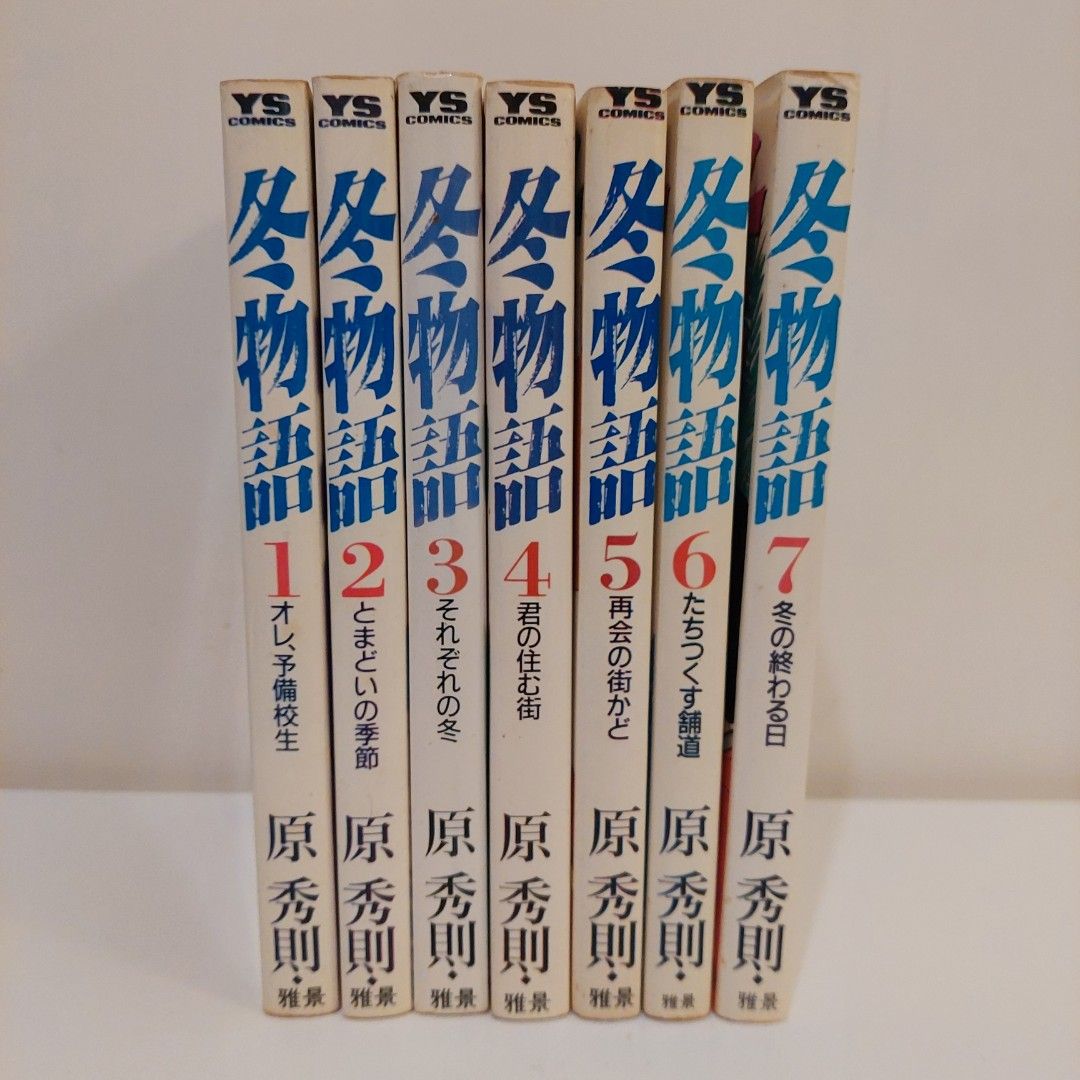 YS
COMICS
冬物語
1
オレ、予備校生
原 秀則・
雅景
YS
COMICS
冬物語
2
とまどいの季節
原 秀則・
雅景
YS
COMICS
冬物語
3
それぞれの冬
原 秀則・
雅景
YS
COMICS
冬物語
4
君の住む街
原 秀則・
雅景
YS
COMICS
冬物語
5
再会の街かど
原 秀則・
雅景
YS
COMICS
冬物語
6
たちつくす舗道
原 秀則・
雅景
YS
COMICS
冬物語
7
冬の終わる日
原 秀則・
雅景